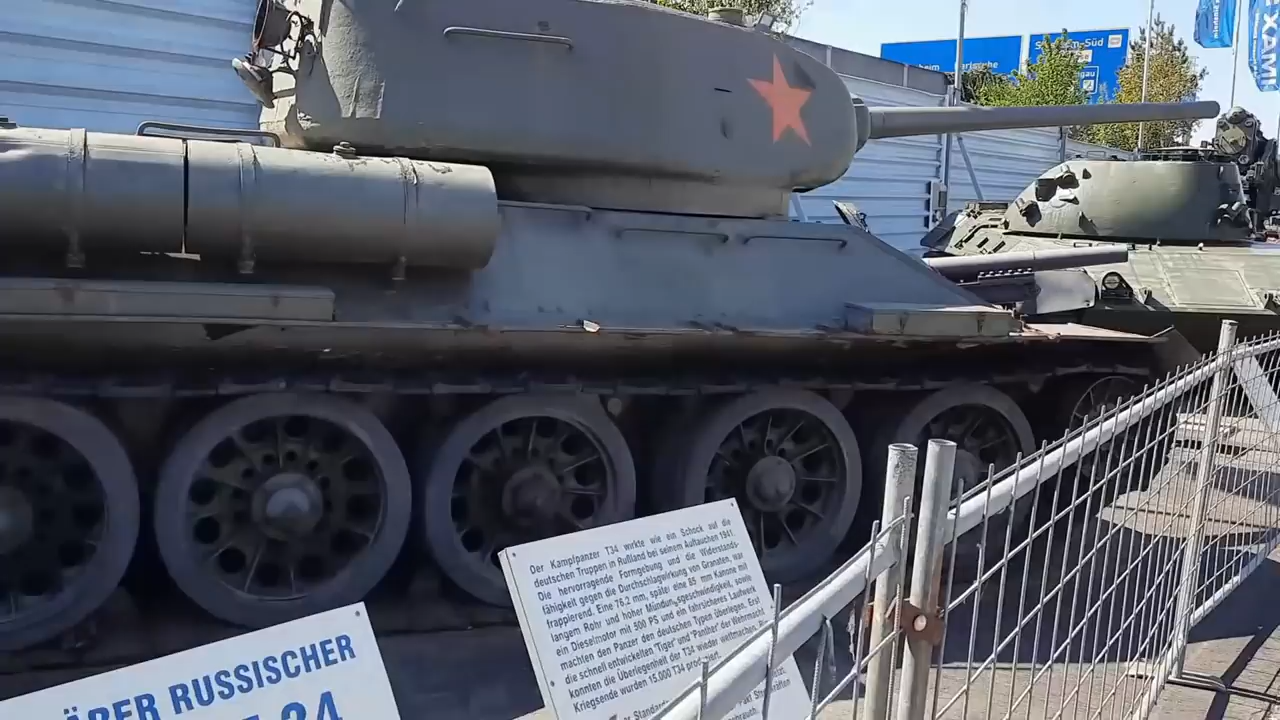 MAXI
Der Kampfpanzer T34 wirkte wie ein Schock auf die
deutschen Truppen in Rußland bei seinem Auftauchen 1941.
Die hervorragende Formgebung und die Widerstands-
fähigkeit gegen die Durchschlagwirkung von Granaten, war
frappierend. Eine 76.2 mm, später eine 85 mm Kanone mit
langem Rohr und hoher Mündungsgeschwindigkeit, sowie
ein Dieselmotor mit 500 PS und ein fahrsicheres Laufwerk
machten den Panzer den deutschen Typen überlegen. Erst
die schnell entwickelten "Tiger" und "Panther" der Wehrmacht
konnten die Überlegenheit der T34 wieder wettmachen.
Kriegsende wurden 15.000 T34
RUSSISCHER
34